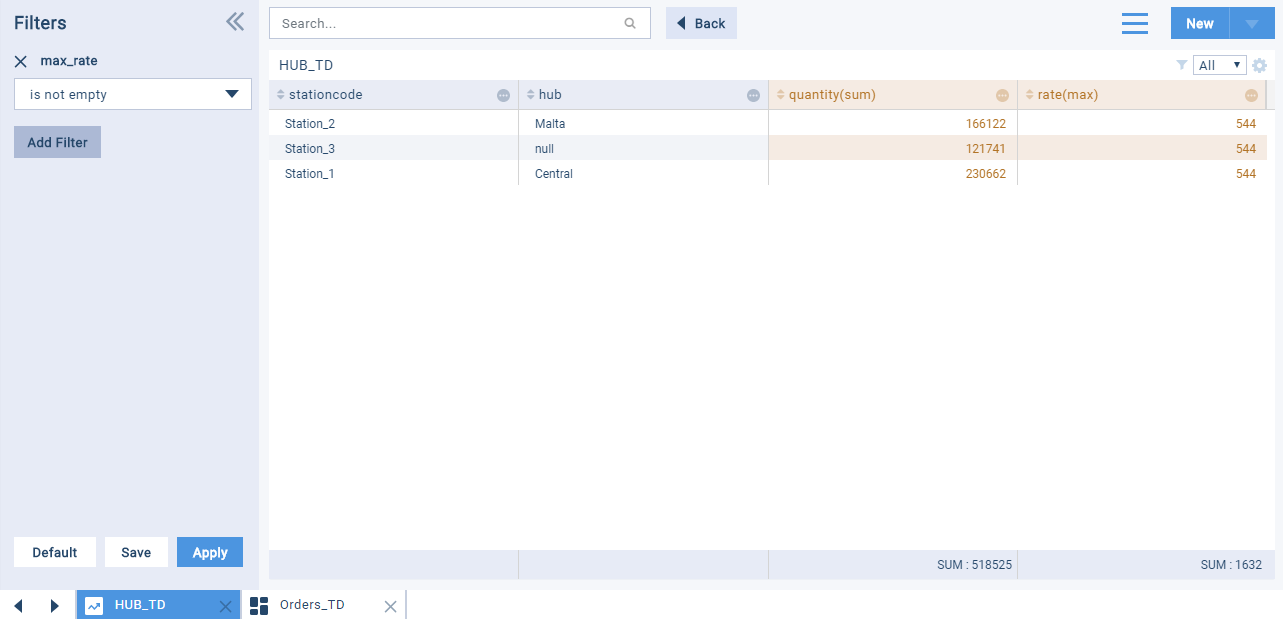 Filters
max_rate
is not empty
Add Filter
Default Save Apply
Search...
Back
New
HUB_TD
All
stationcode hub quantity(sum) rate(max)
Station_2 Malta 166122 544
Station_3 null 121741 544
Station_1 Central 230662 544
SUM : 518525 SUM : 1632
HUB_TD Orders_TD